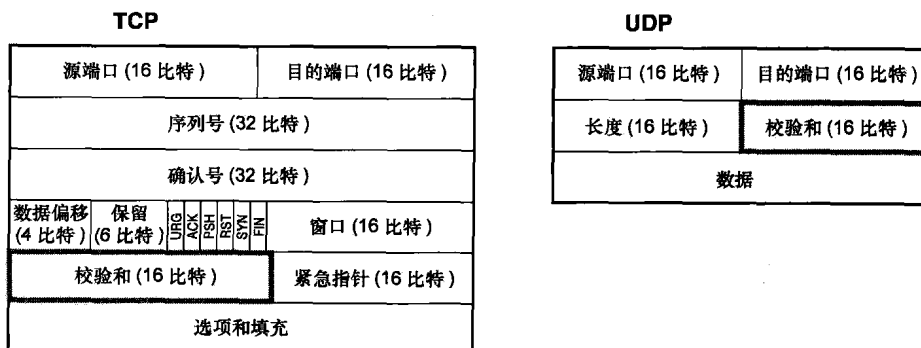 TCP
源端口 (16 比特)
目的端口 (16 比特)
序列号 (32 比特)
确认号 (32 比特)
数据偏移
(4 比特)
保留
(6 比特)
URG
ACK
PSH
RST
SYN
FIN
窗口 (16 比特)
校验和 (16 比特)
紧急指针 (16 比特)
选项和填充
UDP
源端口 (16 比特)
目的端口 (16 比特)
长度 (16 比特)
校验和 (16 比特)
数据